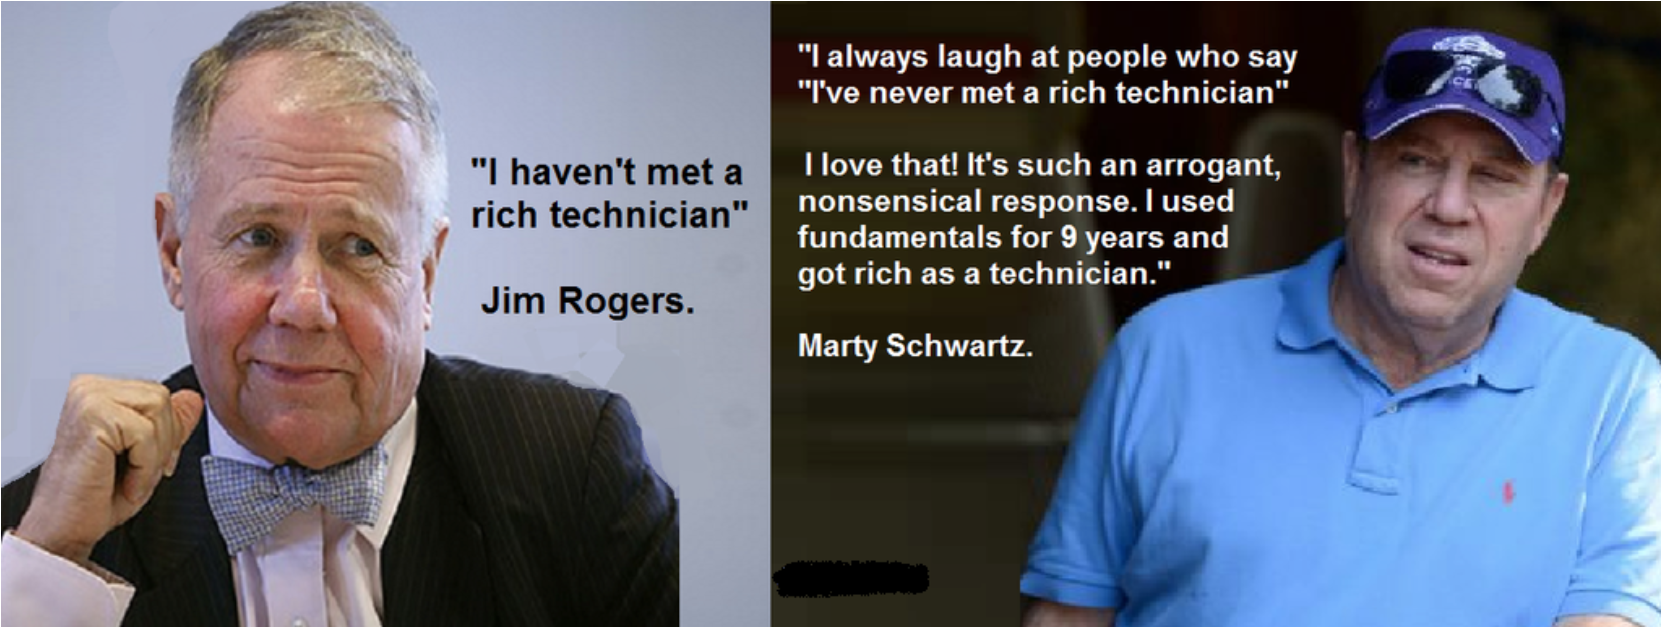 "I haven't met a
rich technician"
Jim Rogers.
"I always laugh at people who say
"I've never met a rich technician"
I love that! It's such an arrogant,
nonsensical response. I used
fundamentals for 9 years and
got rich as a technician."
Marty Schwartz.